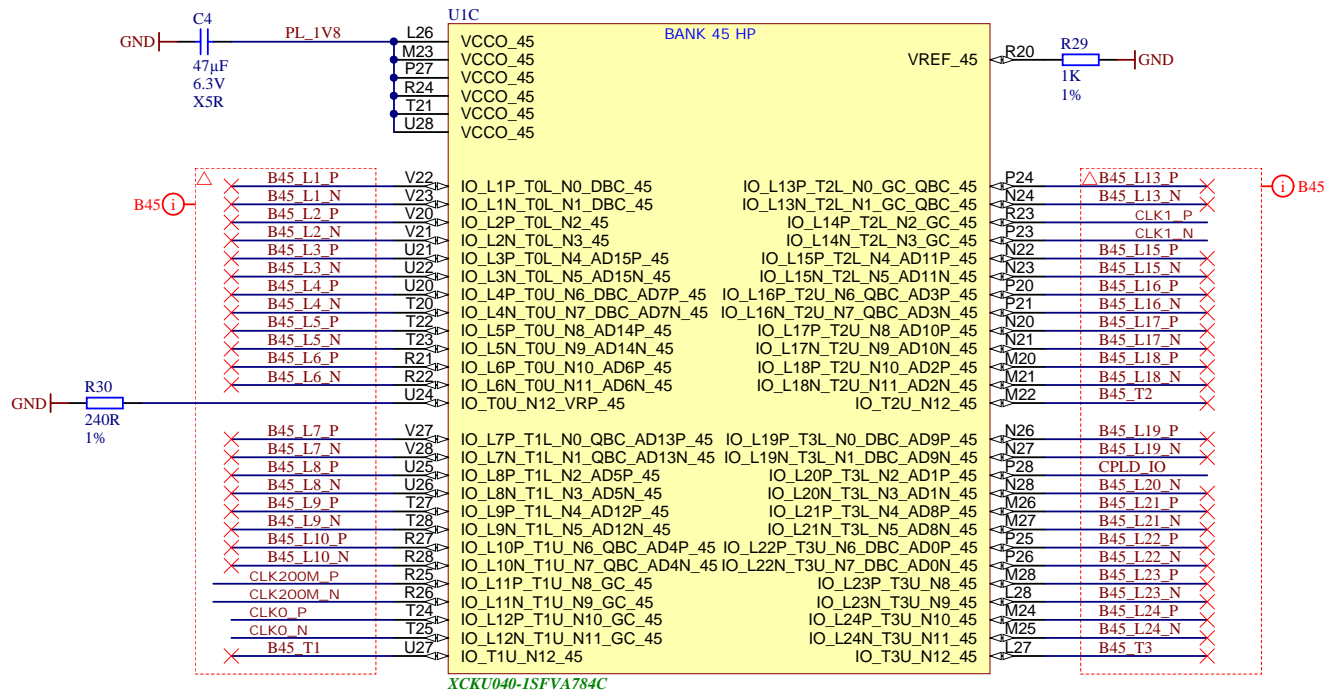 U1C
BANK 45 HP
C4
GND
47µF
6.3V
X5R
PL_1V8
L26 VCCO_45
M23 VCCO_45
P27 VCCO_45
R24 VCCO_45
T21 VCCO_45
U28 VCCO_45
VREF_45 R20
R29
1K
1%
GND
B45 i
B45_L1_P V22 IO_L1P_T0L_N0_DBC_45
B45_L1_N V23 IO_L1N_T0L_N1_DBC_45
B45_L2_P V20 IO_L2P_T0L_N2_45
B45_L2_N V21 IO_L2N_T0L_N3_45
B45_L3_P U21 IO_L3P_T0L_N4_AD15P_45
B45_L3_N U22 IO_L3N_T0L_N5_AD15N_45
B45_L4_P U20 IO_L4P_T0U_N6_DBC_AD7P_45
B45_L4_N T20 IO_L4N_T0U_N7_DBC_AD7N_45
B45_L5_P T22 IO_L5P_T0U_N8_AD14P_45
B45_L5_N T23 IO_L5N_T0U_N9_AD14N_45
B45_L6_P R21 IO_L6P_T0U_N10_AD6P_45
B45_L6_N R22 IO_L6N_T0U_N11_AD6N_45
GND
R30
240R
1%
U24 IO_T0U_N12_VRP_45
B45_L7_P V27 IO_L7P_T1L_N0_QBC_AD13P_45
B45_L7_N V28 IO_L7N_T1L_N1_QBC_AD13N_45
B45_L8_P U25 IO_L8P_T1L_N2_AD5P_45
B45_L8_N U26 IO_L8N_T1L_N3_AD5N_45
B45_L9_P T27 IO_L9P_T1L_N4_AD12P_45
B45_L9_N T28 IO_L9N_T1L_N5_AD12N_45
B45_L10_P R27 IO_L10P_T1U_N6_QBC_AD4P_45
B45_L10_N R28 IO_L10N_T1U_N7_QBC_AD4N_45
CLK200M_P R25 IO_L11P_T1U_N8_GC_45
CLK200M_N R26 IO_L11N_T1U_N9_GC_45
CLK0_P T24 IO_L12P_T1U_N10_GC_45
CLK0_N T25 IO_L12N_T1U_N11_GC_45
B45_T1 U27 IO_T1U_N12_45
IO_L13P_T2L_N0_GC_QBC_45 P24 B45_L13_P
IO_L13N_T2L_N1_GC_QBC_45 N24 B45_L13_N
IO_L14P_T2L_N2_GC_45 R23 CLK1_P
IO_L14N_T2L_N3_GC_45 P23 CLK1_N
IO_L15P_T2L_N4_AD11P_45 N22 B45_L15_P
IO_L15N_T2L_N5_AD11N_45 N23 B45_L15_N
IO_L16P_T2U_N6_QBC_AD3P_45 P20 B45_L16_P
IO_L16N_T2U_N7_QBC_AD3N_45 P21 B45_L16_N
IO_L17P_T2U_N8_AD10P_45 N20 B45_L17_P
IO_L17N_T2U_N9_AD10N_45 N21 B45_L17_N
IO_L18P_T2U_N10_AD2P_45 M20 B45_L18_P
IO_L18N_T2U_N11_AD2N_45 M21 B45_L18_N
IO_T2U_N12_45 M22 B45_T2
IO_L19P_T3L_N0_DBC_AD9P_45 N26 B45_L19_P
IO_L19N_T3L_N1_DBC_AD9N_45 N27 B45_L19_N
IO_L20P_T3L_N2_AD1P_45 P28 CPLD_IO
IO_L20N_T3L_N3_AD1N_45 N28 B45_L20_N
IO_L21P_T3L_N4_AD8P_45 M26 B45_L21_P
IO_L21N_T3L_N5_AD8N_45 M27 B45_L21_N
IO_L22P_T3U_N6_DBC_AD0P_45 P25 B45_L22_P
IO_L22N_T3U_N7_DBC_AD0N_45 P26 B45_L22_N
IO_L23P_T3U_N8_45 M28 B45_L23_P
IO_L23N_T3U_N9_45 L28 B45_L23_N
IO_L24P_T3U_N10_45 M24 B45_L24_P
IO_L24N_T3U_N11_45 M25 B45_L24_N
IO_T3U_N12_45 L27 B45_T3
i B45
XCKU040-1SFVA784C